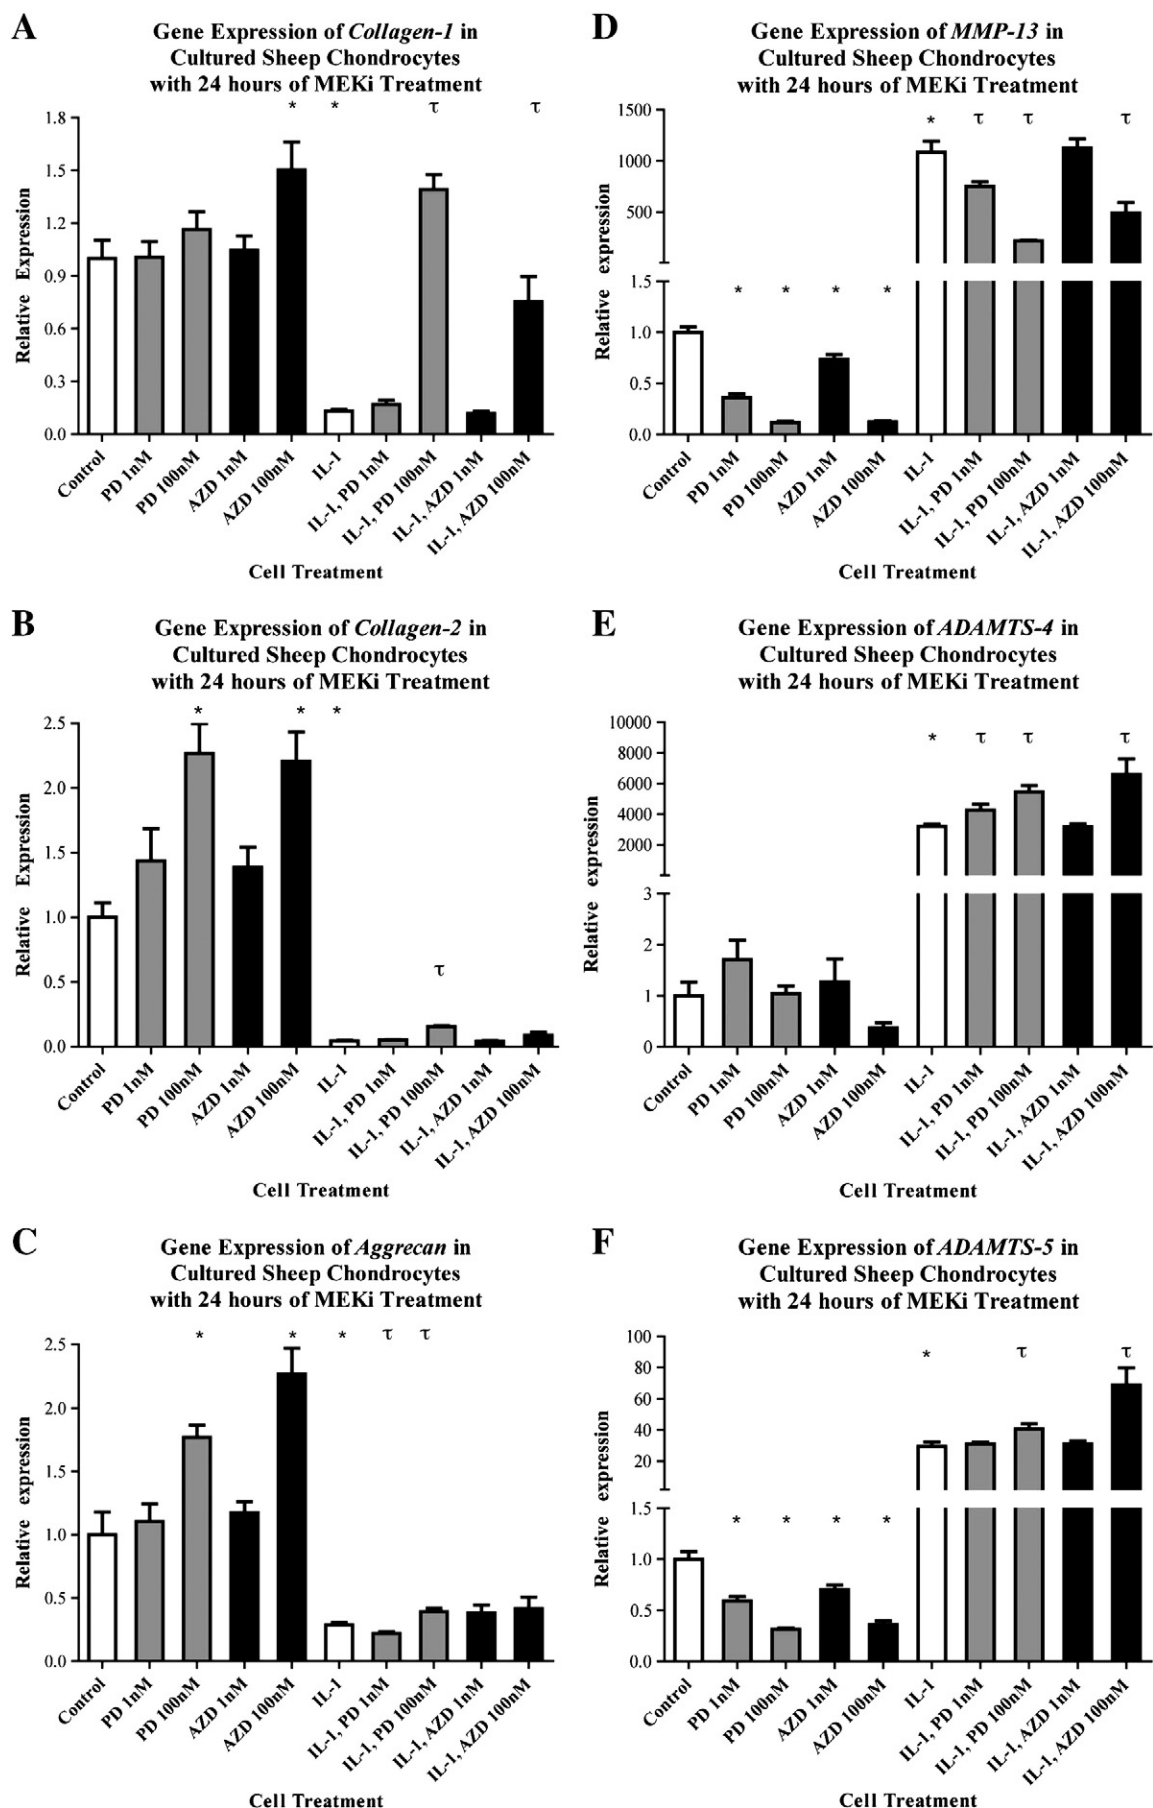 A
Gene Expression of Collagen-1 in
Cultured Sheep Chondrocytes
with 24 hours of MEKi Treatment
* * τ τ
Relative Expression
1.8
1.5
1.2
0.9
0.6
0.3
0.0
Control
PD 1nM
PD 100nM
AZD 1nM
AZD 100nM
IL-1
IL-1, PD 1nM
IL-1, PD 100nM
IL-1, AZD 1nM
IL-1, AZD 100nM
Cell Treatment
B
Gene Expression of Collagen-2 in
Cultured Sheep Chondrocytes
with 24 hours of MEKi Treatment
* * *
τ
Relative Expression
2.5
2.0
1.5
1.0
0.5
0.0
Control
PD 1nM
PD 100nM
AZD 1nM
AZD 100nM
IL-1
IL-1, PD 1nM
IL-1, PD 100nM
IL-1, AZD 1nM
IL-1, AZD 100nM
Cell Treatment
C
Gene Expression of Aggrecan in
Cultured Sheep Chondrocytes
with 24 hours of MEKi Treatment
* * * τ τ
Relative expression
2.5
2.0
1.5
1.0
0.5
0.0
Control
PD 1nM
PD 100nM
AZD 1nM
AZD 100nM
IL-1
IL-1, PD 1nM
IL-1, PD 100nM
IL-1, AZD 1nM
IL-1, AZD 100nM
Cell Treatment
D
Gene Expression of MMP-13 in
Cultured Sheep Chondrocytes
with 24 hours of MEKi Treatment
* τ τ τ
* * * *
Relative expression
1500
1000
500
1.5
1.0
0.5
0.0
Control
PD 1nM
PD 100nM
AZD 1nM
AZD 100nM
IL-1
IL-1, PD 1nM
IL-1, PD 100nM
IL-1, AZD 1nM
IL-1, AZD 100nM
Cell Treatment
E
Gene Expression of ADAMTS-4 in
Cultured Sheep Chondrocytes
with 24 hours of MEKi Treatment
* τ τ τ
Relative expression
10000
8000
6000
4000
2000
3
2
1
0
Control
PD 1nM
PD 100nM
AZD 1nM
AZD 100nM
IL-1
IL-1, PD 1nM
IL-1, PD 100nM
IL-1, AZD 1nM
IL-1, AZD 100nM
Cell Treatment
F
Gene Expression of ADAMTS-5 in
Cultured Sheep Chondrocytes
with 24 hours of MEKi Treatment
* τ τ
* * * *
Relative expression
100
80
60
40
20
1.5
1.0
0.5
0.0
Control
PD 1nM
PD 100nM
AZD 1nM
AZD 100nM
IL-1
IL-1, PD 1nM
IL-1, PD 100nM
IL-1, AZD 1nM
IL-1, AZD 100nM
Cell Treatment